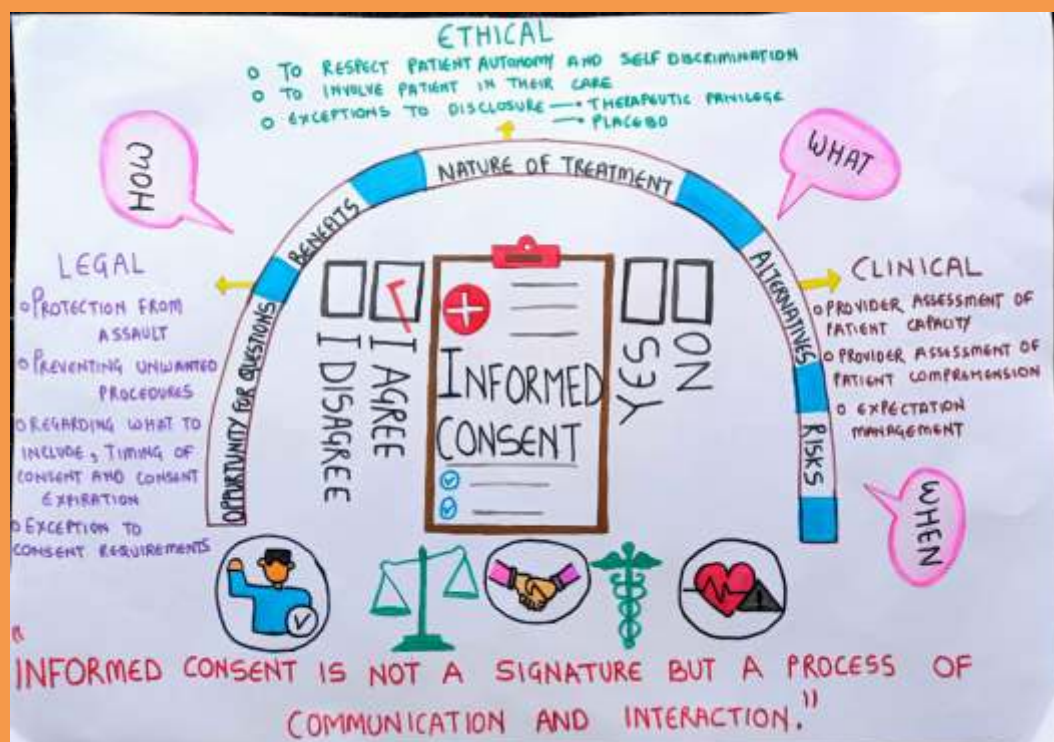 ETHICAL
O TO RESPECT PATIENT AUTONOMY AND SELF DISCRIMINATION
O TO INVOLVE PATIENT IN THEIR CARE
O EXCEPTIONS TO DISCLOSURE → THERAPEUTIC PRIVILEGE
→ PLACEBO
HOW
WHAT
NATURE OF TREATMENT
BENEFITS
OPPURTUNITY FOR QUESTIONS
ALTERNATIVES
RISKS
WHEN
LEGAL
O PROTECTION FROM
ASSAULT
O PREVENTING UNWANTED
PROCEDURES
O REGARDING WHAT TO
INCLUDE, TIMING OF
CONSENT AND CONSENT
EXPIRATION
O EXCEPTION TO
CONSENT REQUIREMENTS
I DISAGREE
I AGREE
INFORMED
CONSENT
YES
NO
CLINICAL
O PROVIDER ASSESSMENT OF
PATIENT CAPACITY
O PROVIDER ASSESSMENT OF
PATIENT COMPREHENSION
O EXPECTATION
MANAGEMENT
"INFORMED CONSENT IS NOT A SIGNATURE BUT A PROCESS OF
COMMUNICATION AND INTERACTION."